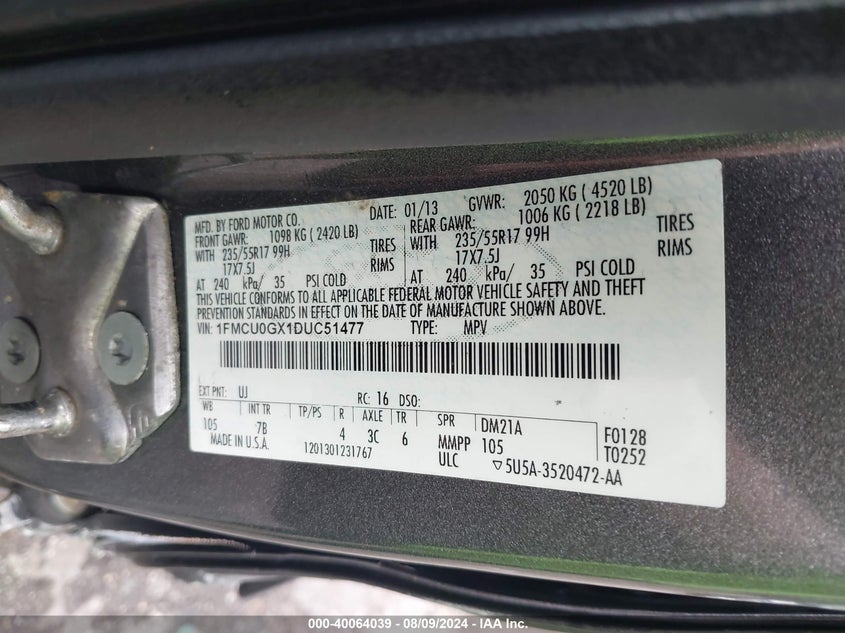 MFD. BY FORD MOTOR CO. DATE: 01/13 GVWR: 2050 KG ( 4520 LB)
FRONT GAWR: 1098 KG ( 2420 LB) REAR GAWR: 1006 KG ( 2218 LB)
WITH 235/55R17 99H TIRES WITH 235/55R17 99H TIRES
17X7.5J RIMS 17X7.5J RIMS
AT 240 kPa/ 35 PSI COLD AT 240 kPa/ 35 PSI COLD
THIS VEHICLE CONFORMS TO ALL APPLICABLE FEDERAL MOTOR VEHICLE SAFETY AND THEFT
PREVENTION STANDARDS IN EFFECT ON THE DATE OF MANUFACTURE SHOWN ABOVE.
VIN: 1FMCU0GX1DUC51477 TYPE: MPV
EXT PNT: UJ RC: 16 DSO:
WB INT TR TP/PS R AXLE TR SPR DM21A F0128
105 7B 4 3C 6 MMPP 105 T0252
MADE IN U.S.A. 1201301231767 ULC ▽5U5A-3520472-AA
000-40064039 - 08/09/2024 - IAA Inc.